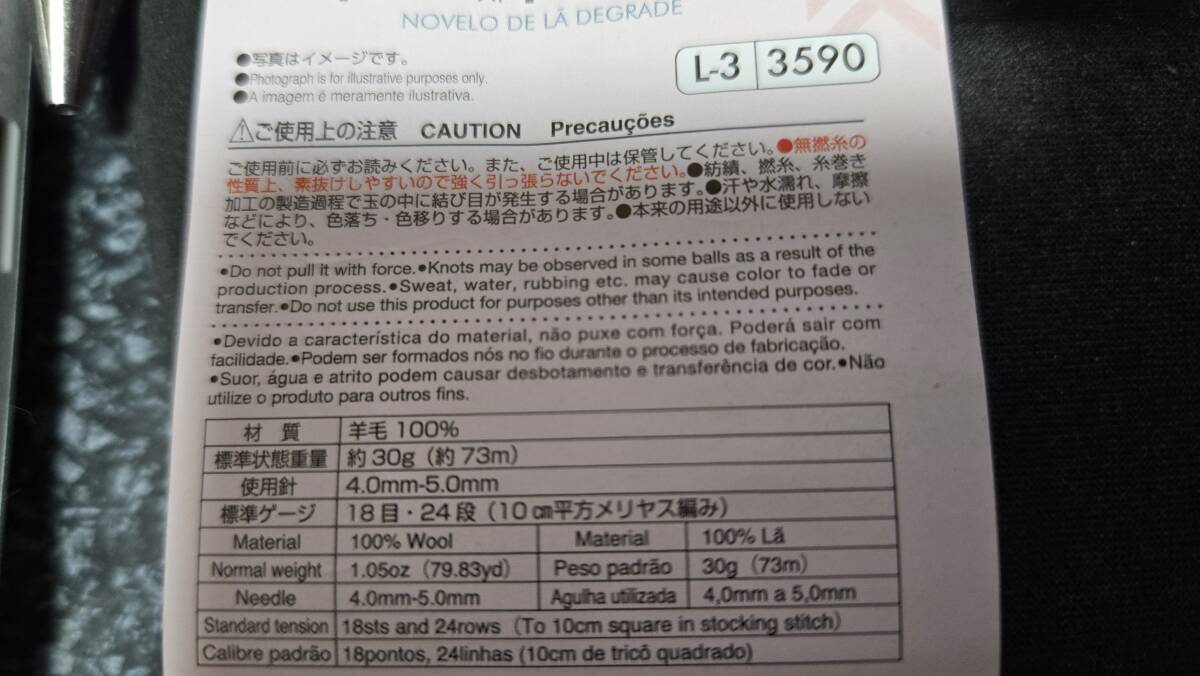 NOVELO DE LÃ DEGRADE
●写真はイメージです。
●Photograph is for illustrative purposes only.
●A imagem é meramente ilustrativa.
L-3 3590
⚠ご使用上の注意 CAUTION Precauções
ご使用前に必ずお読みください。また、ご使用中は保管してください。●無撚糸の
性質上、素抜けしやすいので強く引っ張らないでください。●紡績、撚糸、糸巻き
加工の製造過程で玉の中に結び目が発生する場合があります。●汗や水濡れ、摩擦
などにより、色落ち・色移りする場合があります。●本来の用途以外に使用しない
でください。
●Do not pull it with force.●Knots may be observed in some balls as a result of the
production process.●Sweat, water, rubbing etc. may cause color to fade or
transfer.●Do not use this product for purposes other than its intended purposes.
●Devido a característica do material, não puxe com força. Poderá sair com
facilidade.●Podem ser formados nós no fio durante o processo de fabricação.
●Suor, água e atrito podem causar desbotamento e transferência de cor.●Não
utilize o produto para outros fins.
材 質 羊毛 100%
標準状態重量 約30g（約73m）
使用針 4.0mm-5.0mm
標準ゲージ 18目・24段（10㎝平方メリヤス編み）
Material 100% Wool Material 100% Lã
Normal weight 1.05oz (79.83yd) Peso padrão 30g (73m)
Needle 4.0mm-5.0mm Agulha utilizada 4,0mm a 5,0mm
Standard tension 18sts and 24rows (To 10cm square in stocking stitch)
Calibre padrão 18pontos, 24linhas (10cm de tricô quadrado)